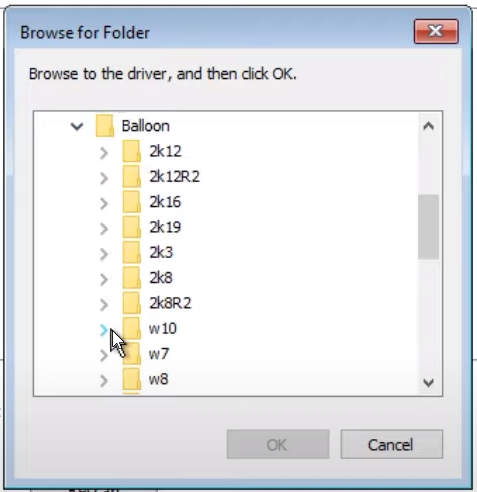 Browse for Folder
Browse to the driver, and then click OK.
Balloon
2k12
2k12R2
2k16
2k19
2k3
2k8
2k8R2
w10
w7
w8
OK
Cancel